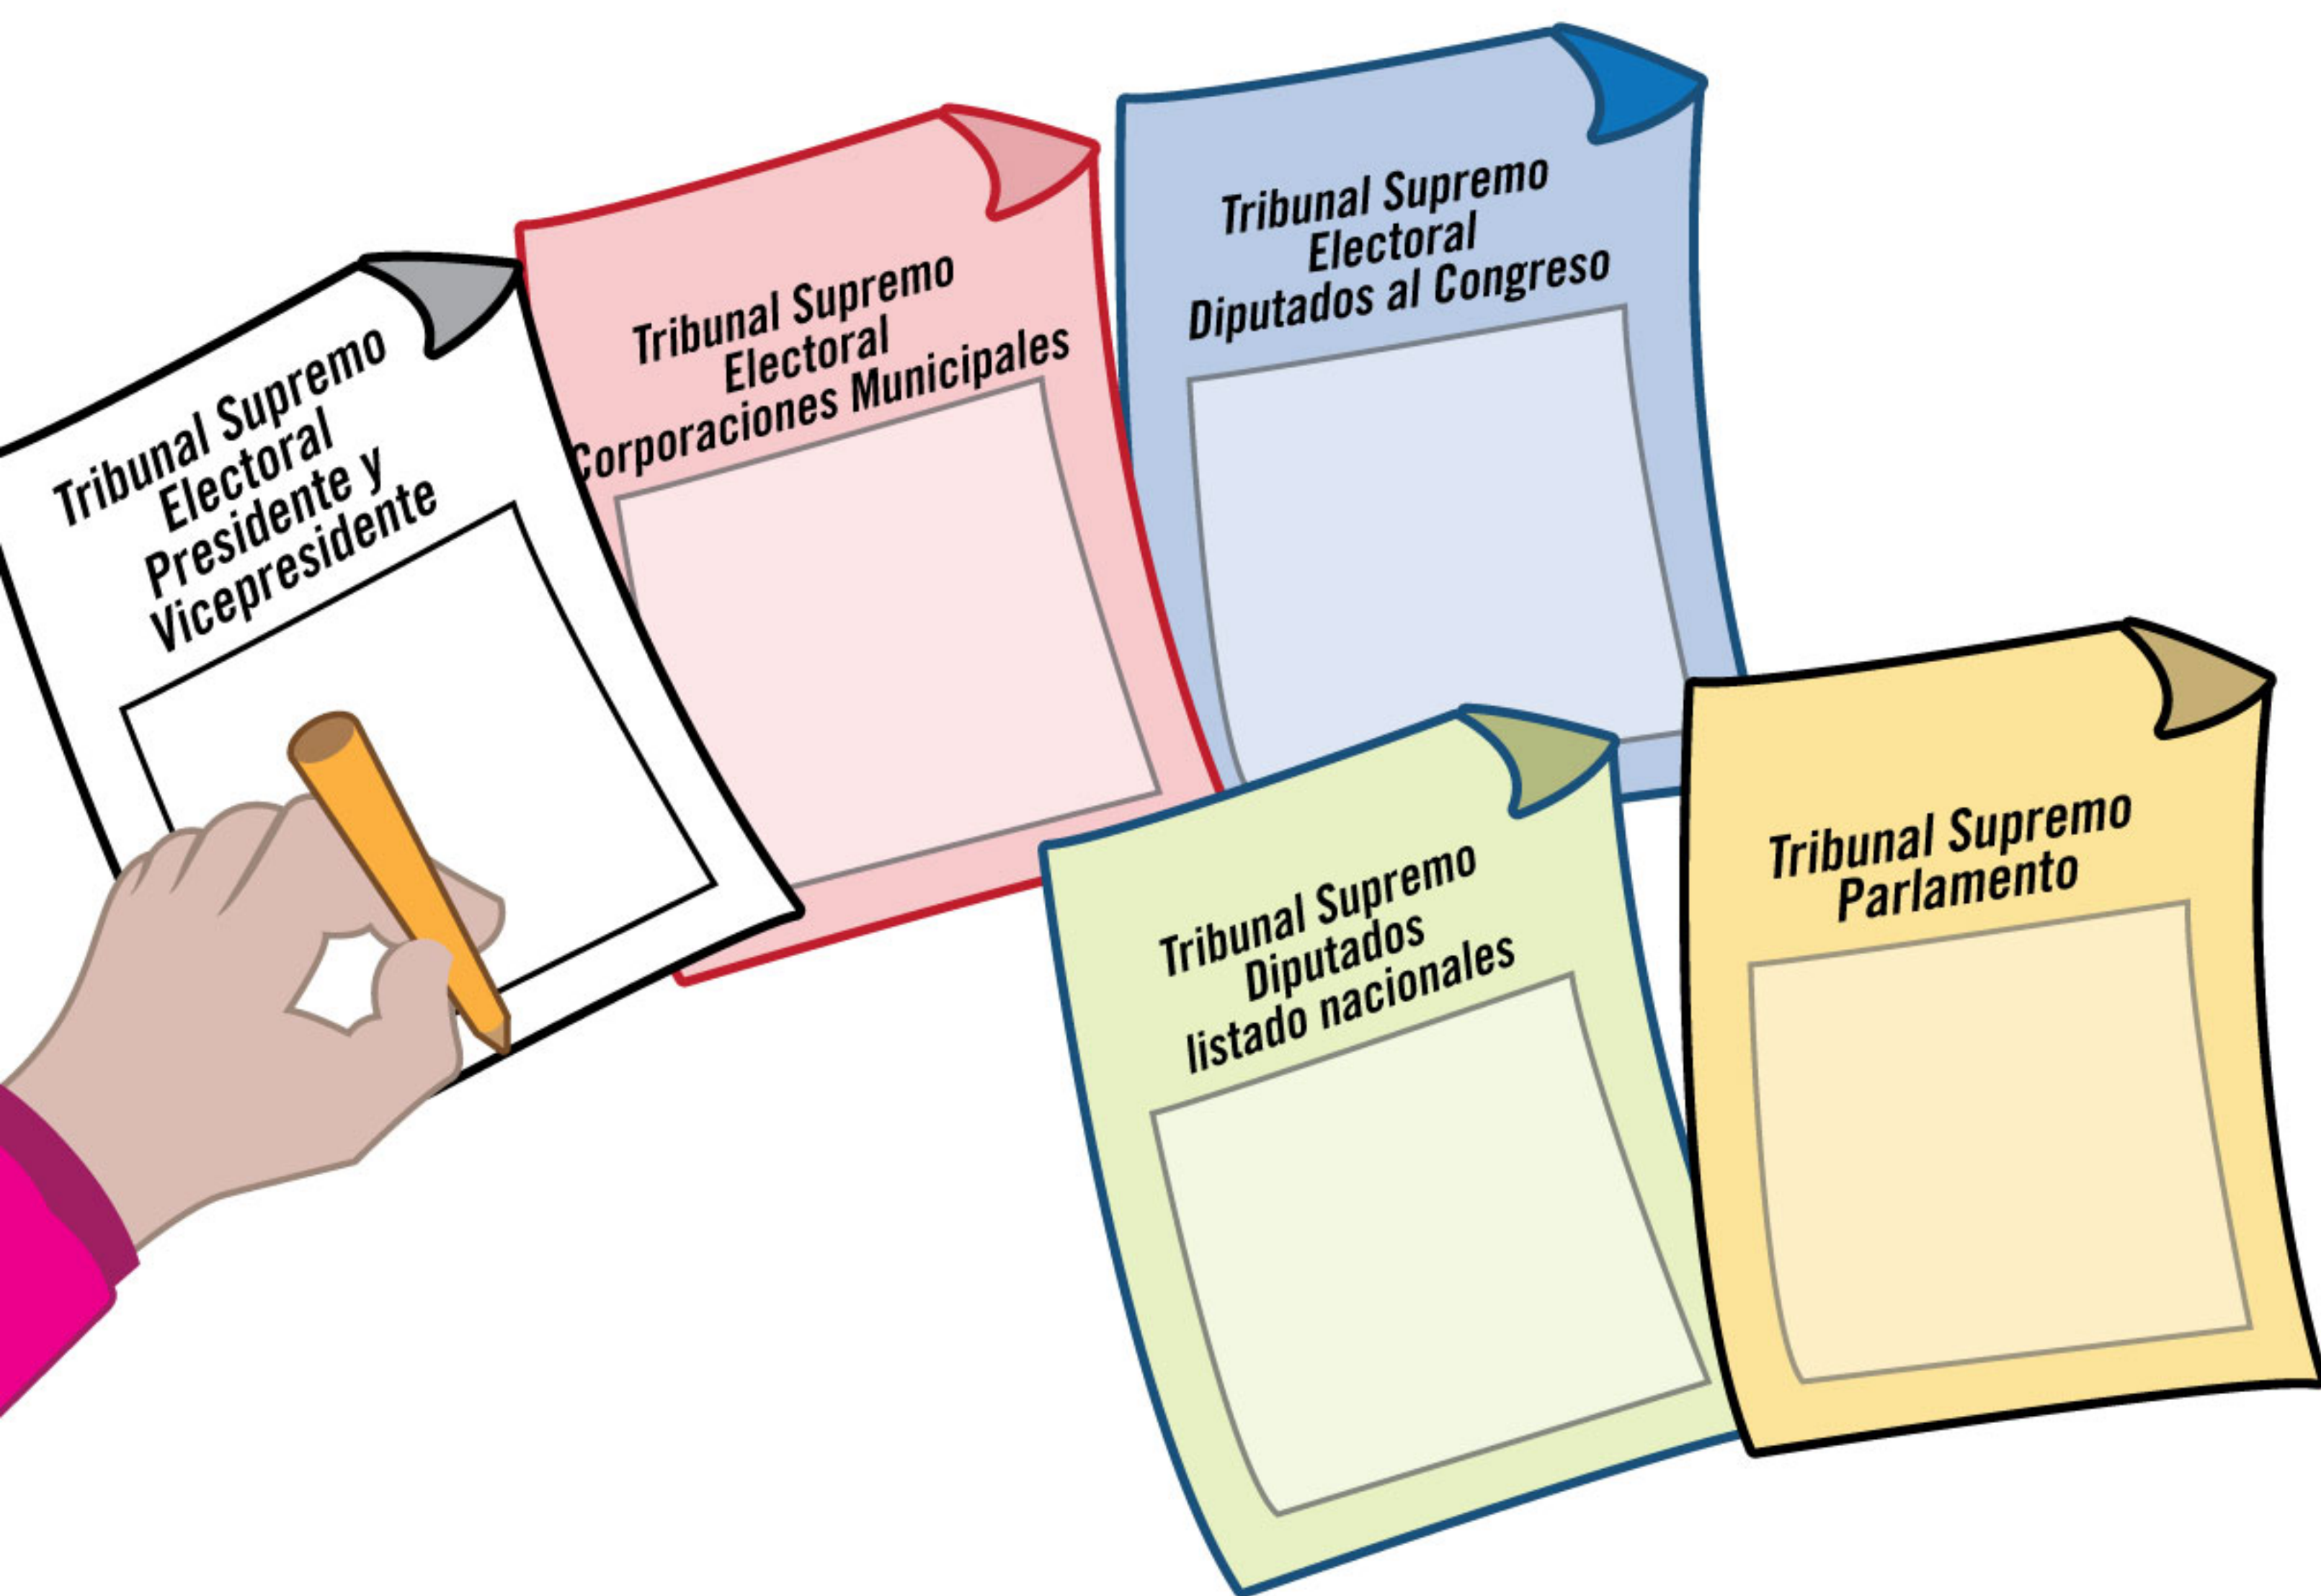 Tribunal Supremo
Electoral
Presidente y
Vicepresidente
Tribunal Supremo
Electoral
Corporaciones Municipales
Tribunal Supremo
Electoral
Diputados al Congreso
Tribunal Supremo
Diputados
listado nacionales
Tribunal Supremo
Parlamento